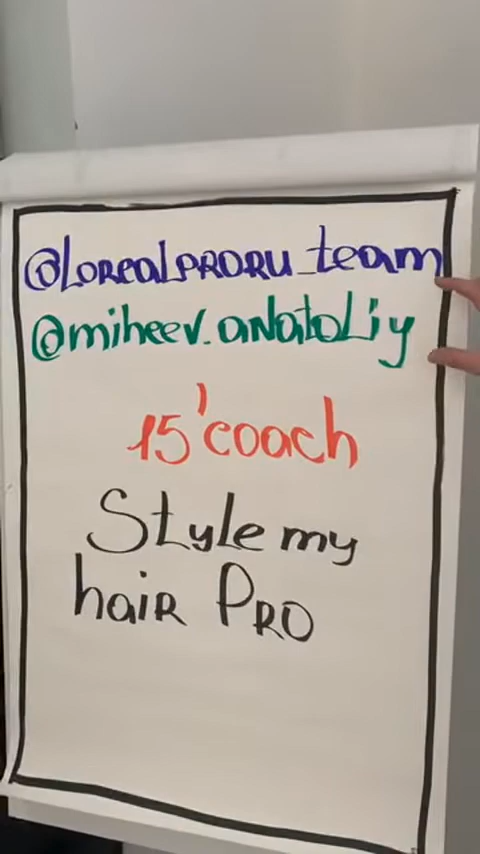 @lorealproru_team
@miheev.anatoliy
15' coach
Style my
hair PRO